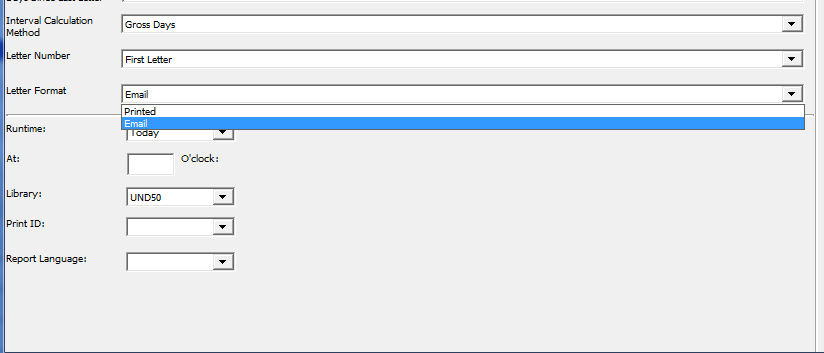 Interval Calculation Method
Gross Days
Letter Number
First Letter
Letter Format
Email
Printed
Email
Runtime:
Today
At:
O'clock:
Library:
UND50
Print ID:
Report Language: